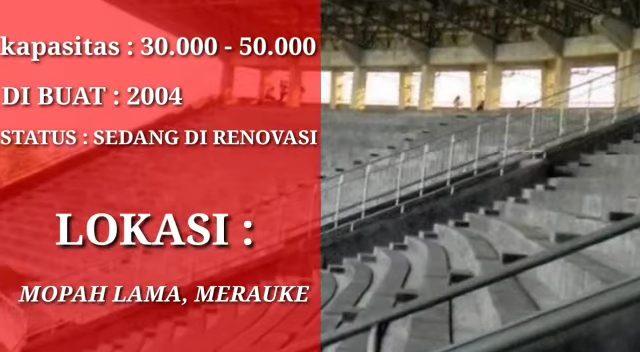 kapasitas : 30.000 - 50.000
DI BUAT : 2004
STATUS : SEDANG DI RENOVASI
LOKASI :
MOPAH LAMA, MERAUKE